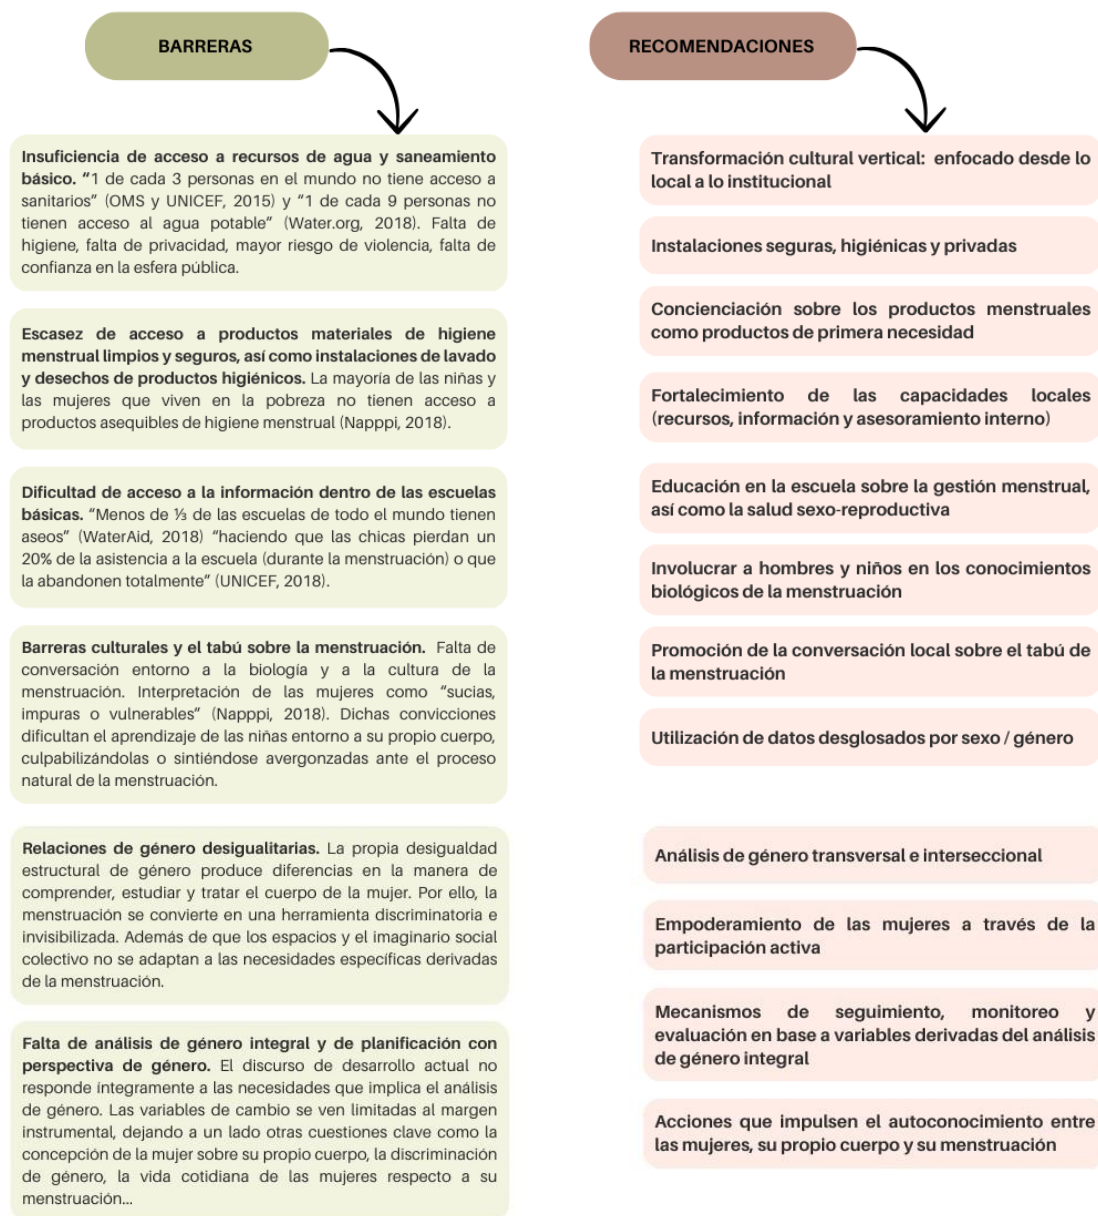 BARRERAS
Insuficiencia de acceso a recursos de agua y saneamiento
básico. “1 de cada 3 personas en el mundo no tiene acceso a
sanitarios” (OMS y UNICEF, 2015) y “1 de cada 9 personas no
tienen acceso al agua potable” (Water.org, 2018). Falta de
higiene, falta de privacidad, mayor riesgo de violencia, falta de
confianza en la esfera pública.
Escasez de acceso a productos materiales de higiene
menstrual limpios y seguros, así como instalaciones de lavado
y desechos de productos higiénicos. La mayoría de las niñas y
las mujeres que viven en la pobreza no tienen acceso a
productos asequibles de higiene menstrual (Napppi, 2018).
Dificultad de acceso a la información dentro de las escuelas
básicas. “Menos de ⅓ de las escuelas de todo el mundo tienen
aseos” (WaterAid, 2018) “haciendo que las chicas pierdan un
20% de la asistencia a la escuela (durante la menstruación) o que
la abandonen totalmente” (UNICEF, 2018).
Barreras culturales y el tabú sobre la menstruación. Falta de
conversación entorno a la biología y a la cultura de la
menstruación. Interpretación de las mujeres como “sucias,
impuras o vulnerables” (Napppi, 2018). Dichas convicciones
dificultan el aprendizaje de las niñas entorno a su propio cuerpo,
culpabilizándolas o sintiéndose avergonzadas ante el proceso
natural de la menstruación.
Relaciones de género desigualitarias. La propia desigualdad
estructural de género produce diferencias en la manera de
comprender, estudiar y tratar el cuerpo de la mujer. Por ello, la
menstruación se convierte en una herramienta discriminatoria e
invisibilizada. Además de que los espacios y el imaginario social
colectivo no se adaptan a las necesidades específicas derivadas
de la menstruación.
Falta de análisis de género integral y de planificación con
perspectiva de género. El discurso de desarrollo actual no
responde íntegramente a las necesidades que implica el análisis
de género. Las variables de cambio se ven limitadas al margen
instrumental, dejando a un lado otras cuestiones clave como la
concepción de la mujer sobre su propio cuerpo, la discriminación
de género, la vida cotidiana de las mujeres respecto a su
menstruación...
RECOMENDACIONES
Transformación cultural vertical: enfocado desde lo
local a lo institucional
Instalaciones seguras, higiénicas y privadas
Concienciación sobre los productos menstruales
como productos de primera necesidad
Fortalecimiento de las capacidades locales
(recursos, información y asesoramiento interno)
Educación en la escuela sobre la gestión menstrual,
así como la salud sexo-reproductiva
Involucrar a hombres y niños en los conocimientos
biológicos de la menstruación
Promoción de la conversación local sobre el tabú de
la menstruación
Utilización de datos desglosados por sexo / género
Análisis de género transversal e interseccional
Empoderamiento de las mujeres a través de la
participación activa
Mecanismos de seguimiento, monitoreo y
evaluación en base a variables derivadas del análisis
de género integral
Acciones que impulsen el autoconocimiento entre
las mujeres, su propio cuerpo y su menstruación